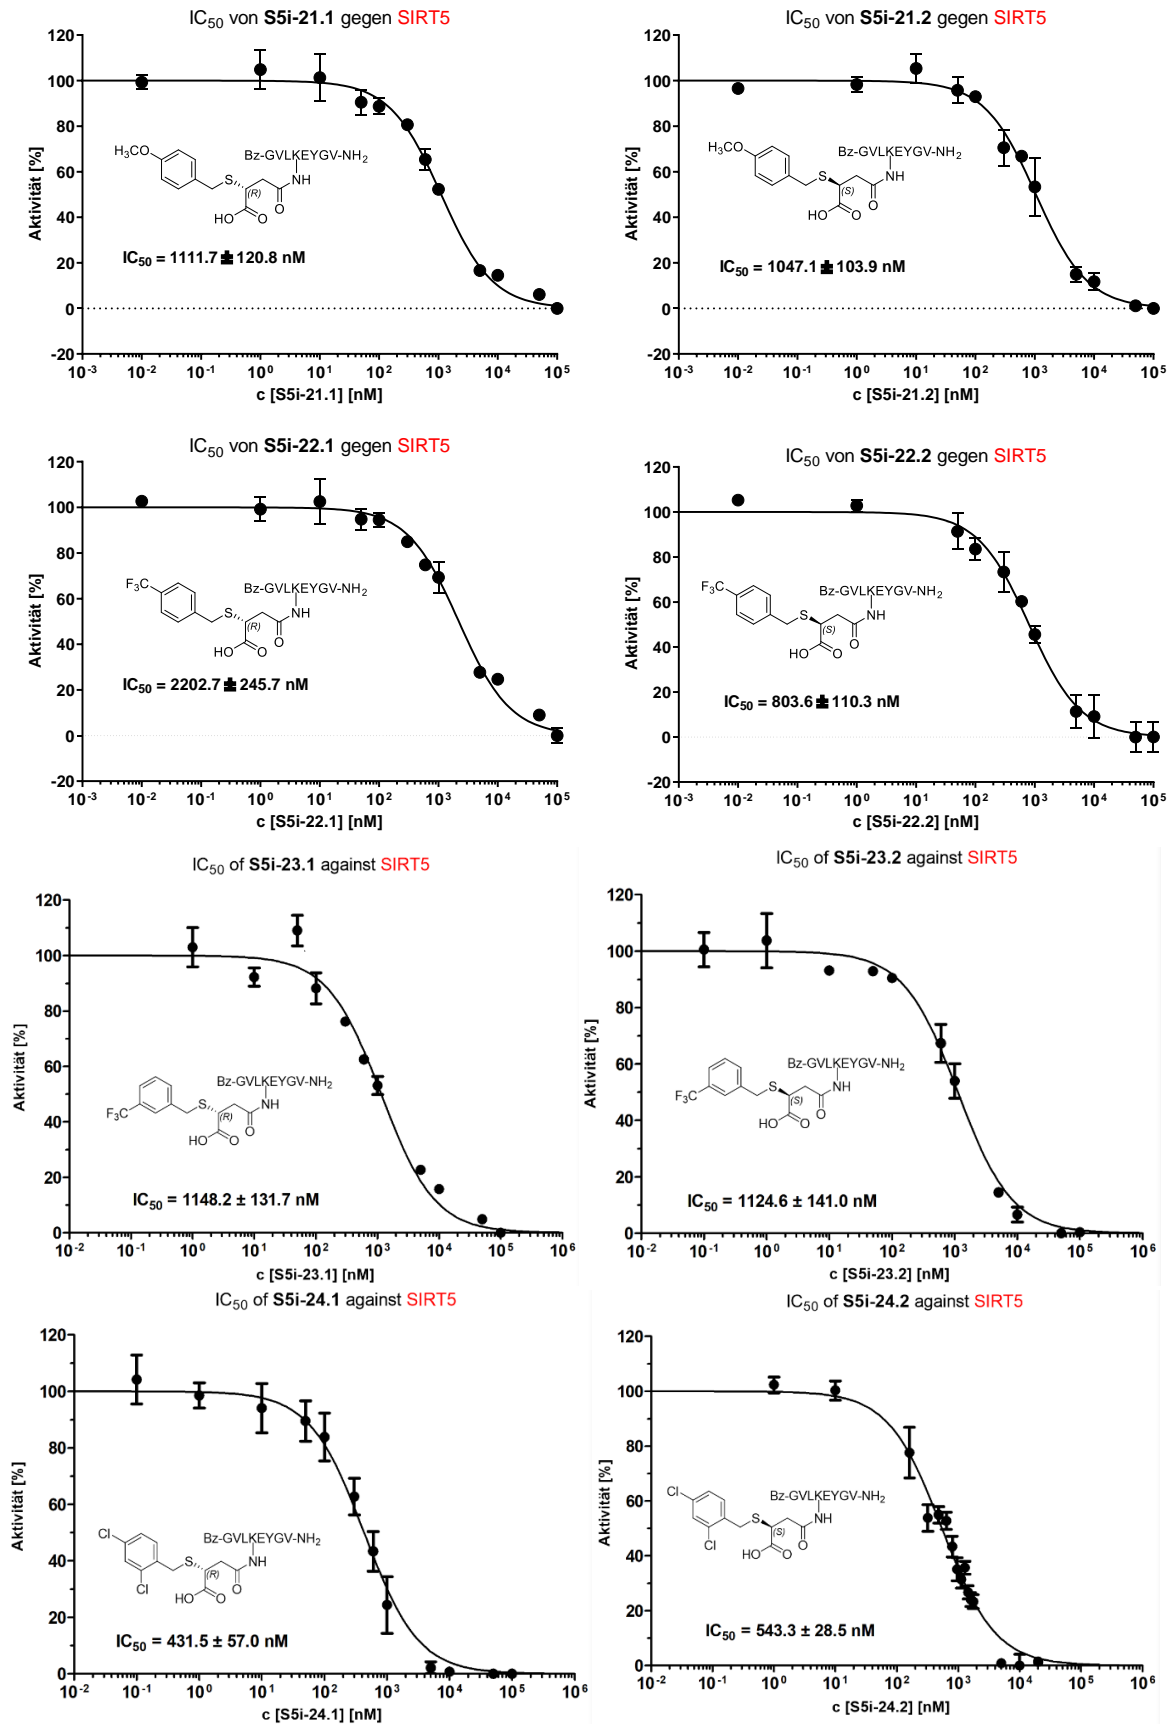 IC50 von S5i-21.1 gegen SIRT5
120
100
80
60
40
20
0
-20
Aktivität [%]
H3CO
S
(R)
HO
O
O
NH
Bz-GVLKEYGV-NH2
IC50 = 1111.7 ± 120.8 nM
10-3 10-2 10-1 100 101 102 103 104 105
c [S5i-21.1] [nM]
IC50 von S5i-21.2 gegen SIRT5
120
100
80
60
40
20
0
-20
Aktivität [%]
H3CO
S
(S)
HO
O
O
NH
Bz-GVLKEYGV-NH2
IC50 = 1047.1 ± 103.9 nM
10-3 10-2 10-1 100 101 102 103 104 105
c [S5i-21.2] [nM]
IC50 von S5i-22.1 gegen SIRT5
120
100
80
60
40
20
0
-20
Aktivität [%]
F3C
S
(R)
HO
O
O
NH
Bz-GVLKEYGV-NH2
IC50 = 2202.7 ± 245.7 nM
10-3 10-2 10-1 100 101 102 103 104 105
c [S5i-22.1] [nM]
IC50 von S5i-22.2 gegen SIRT5
120
100
80
60
40
20
0
-20
Aktivität [%]
F3C
S
(S)
HO
O
O
NH
Bz-GVLKEYGV-NH2
IC50 = 803.6 ± 110.3 nM
10-3 10-2 10-1 100 101 102 103 104 105
c [S5i-22.2] [nM]
IC50 of S5i-23.1 against SIRT5
120
100
80
60
40
20
0
Aktivität [%]
F3C
S
(R)
HO
O
O
NH
Bz-GVLKEYGV-NH2
IC50 = 1148.2 ± 131.7 nM
10-2 10-1 100 101 102 103 104 105 106
c [S5i-23.1] [nM]
IC50 of S5i-23.2 against SIRT5
120
100
80
60
40
20
0
Aktivität [%]
F3C
S
(S)
HO
O
O
NH
Bz-GVLKEYGV-NH2
IC50 = 1124.6 ± 141.0 nM
10-2 10-1 100 101 102 103 104 105 106
c [S5i-23.2] [nM]
IC50 of S5i-24.1 against SIRT5
120
100
80
60
40
20
0
Aktivität [%]
Cl
Cl
S
(R)
HO
O
O
NH
Bz-GVLKEYGV-NH2
IC50 = 431.5 ± 57.0 nM
10-2 10-1 100 101 102 103 104 105 106
c [S5i-24.1] [nM]
IC50 of S5i-24.2 against SIRT5
120
100
80
60
40
20
0
Aktivität [%]
Cl
Cl
S
(S)
HO
O
O
NH
Bz-GVLKEYGV-NH2
IC50 = 543.3 ± 28.5 nM
10-2 10-1 100 101 102 103 104 105 106
c [S5i-24.2] [nM]